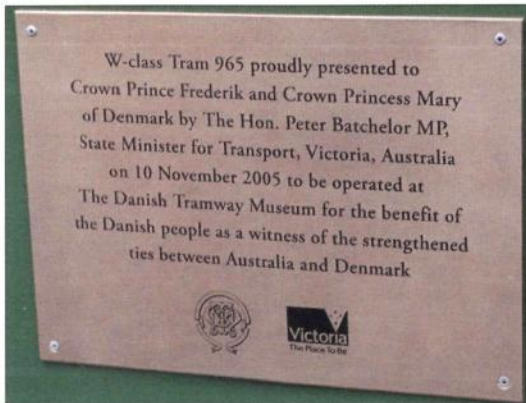 W-class Tram 965 proudly presented to
Crown Prince Frederik and Crown Princess Mary
of Denmark by The Hon. Peter Batchelor MP,
State Minister for Transport, Victoria, Australia
on 10 November 2005 to be operated at
The Danish Tramway Museum for the benefit of
the Danish people as a witness of the strengthened
ties between Australia and Denmark
Victoria
The Place To Be